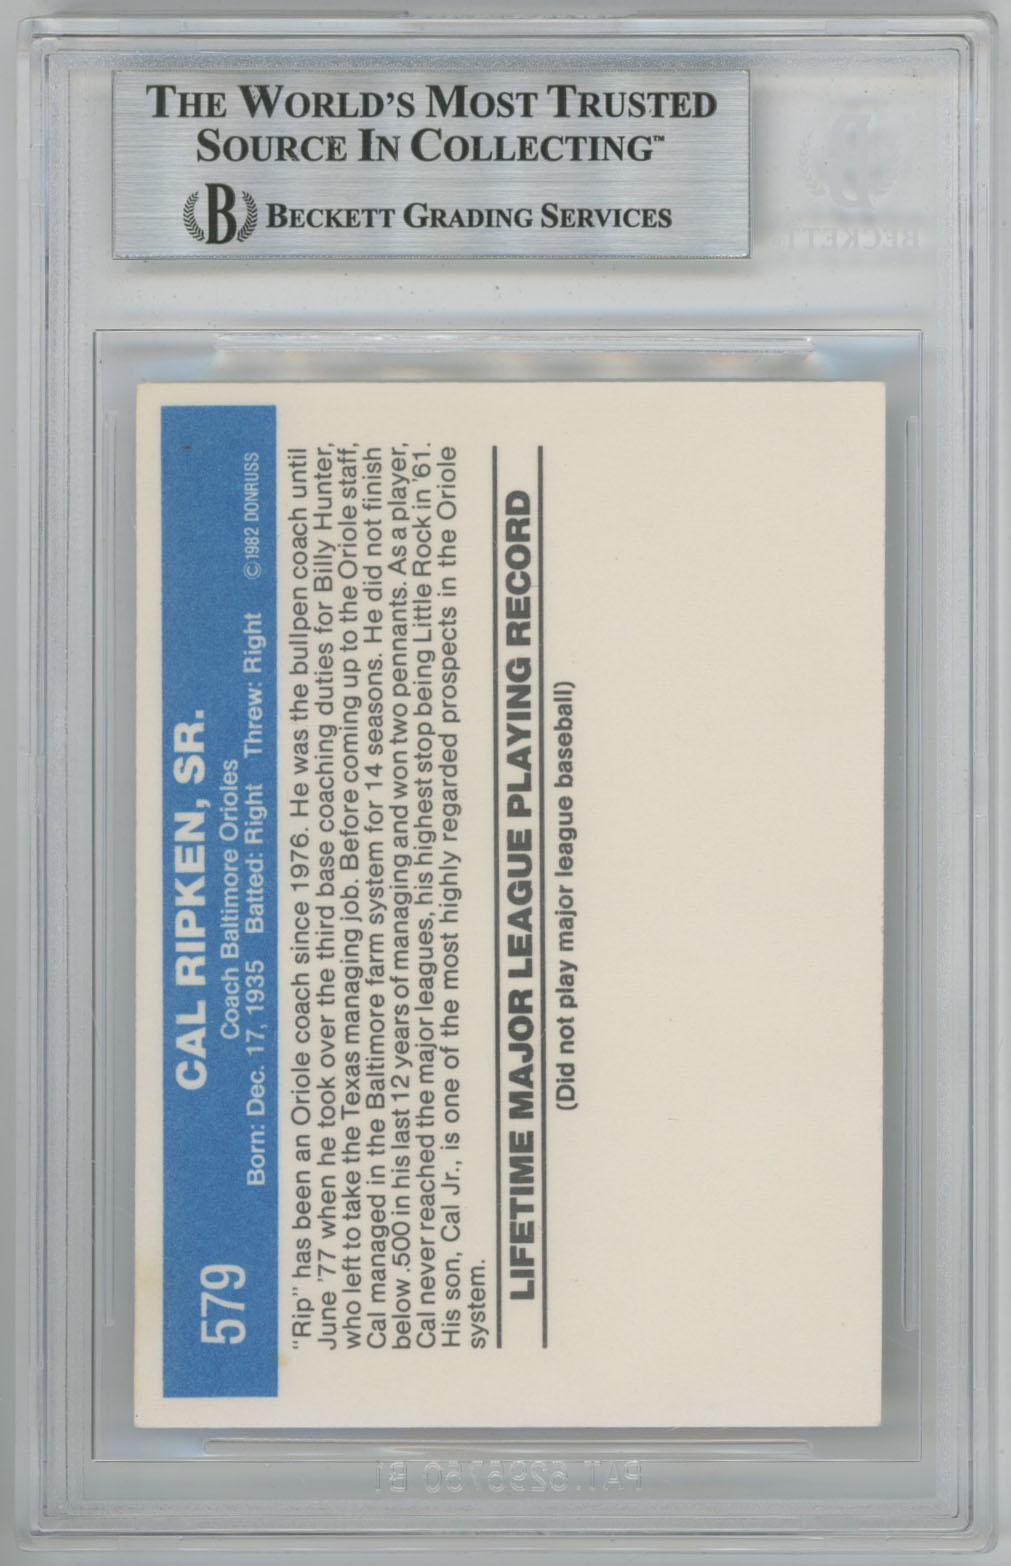 THE WORLD'S MOST TRUSTED
SOURCE IN COLLECTING™
B BECKETT GRADING SERVICES
BECKETT
579
CAL RIPKEN, SR.
Coach Baltimore Orioles
Born: Dec. 17, 1935 Batted: Right Threw: Right ©1982 DONRUSS
"Rip" has been an Oriole coach since 1976. He was the bullpen coach until
June '77 when he took over the third base coaching duties for Billy Hunter,
who left to take the Texas managing job. Before coming up to the Oriole staff,
Cal managed in the Baltimore farm system for 14 seasons. He did not finish
below .500 in his last 12 years of managing and won two pennants. As a player,
Cal never reached the major leagues, his highest stop being Little Rock in '61.
His son, Cal Jr., is one of the most highly regarded prospects in the Oriole
system.
LIFETIME MAJOR LEAGUE PLAYING RECORD
(Did not play major league baseball)
PAT.6295750 B1